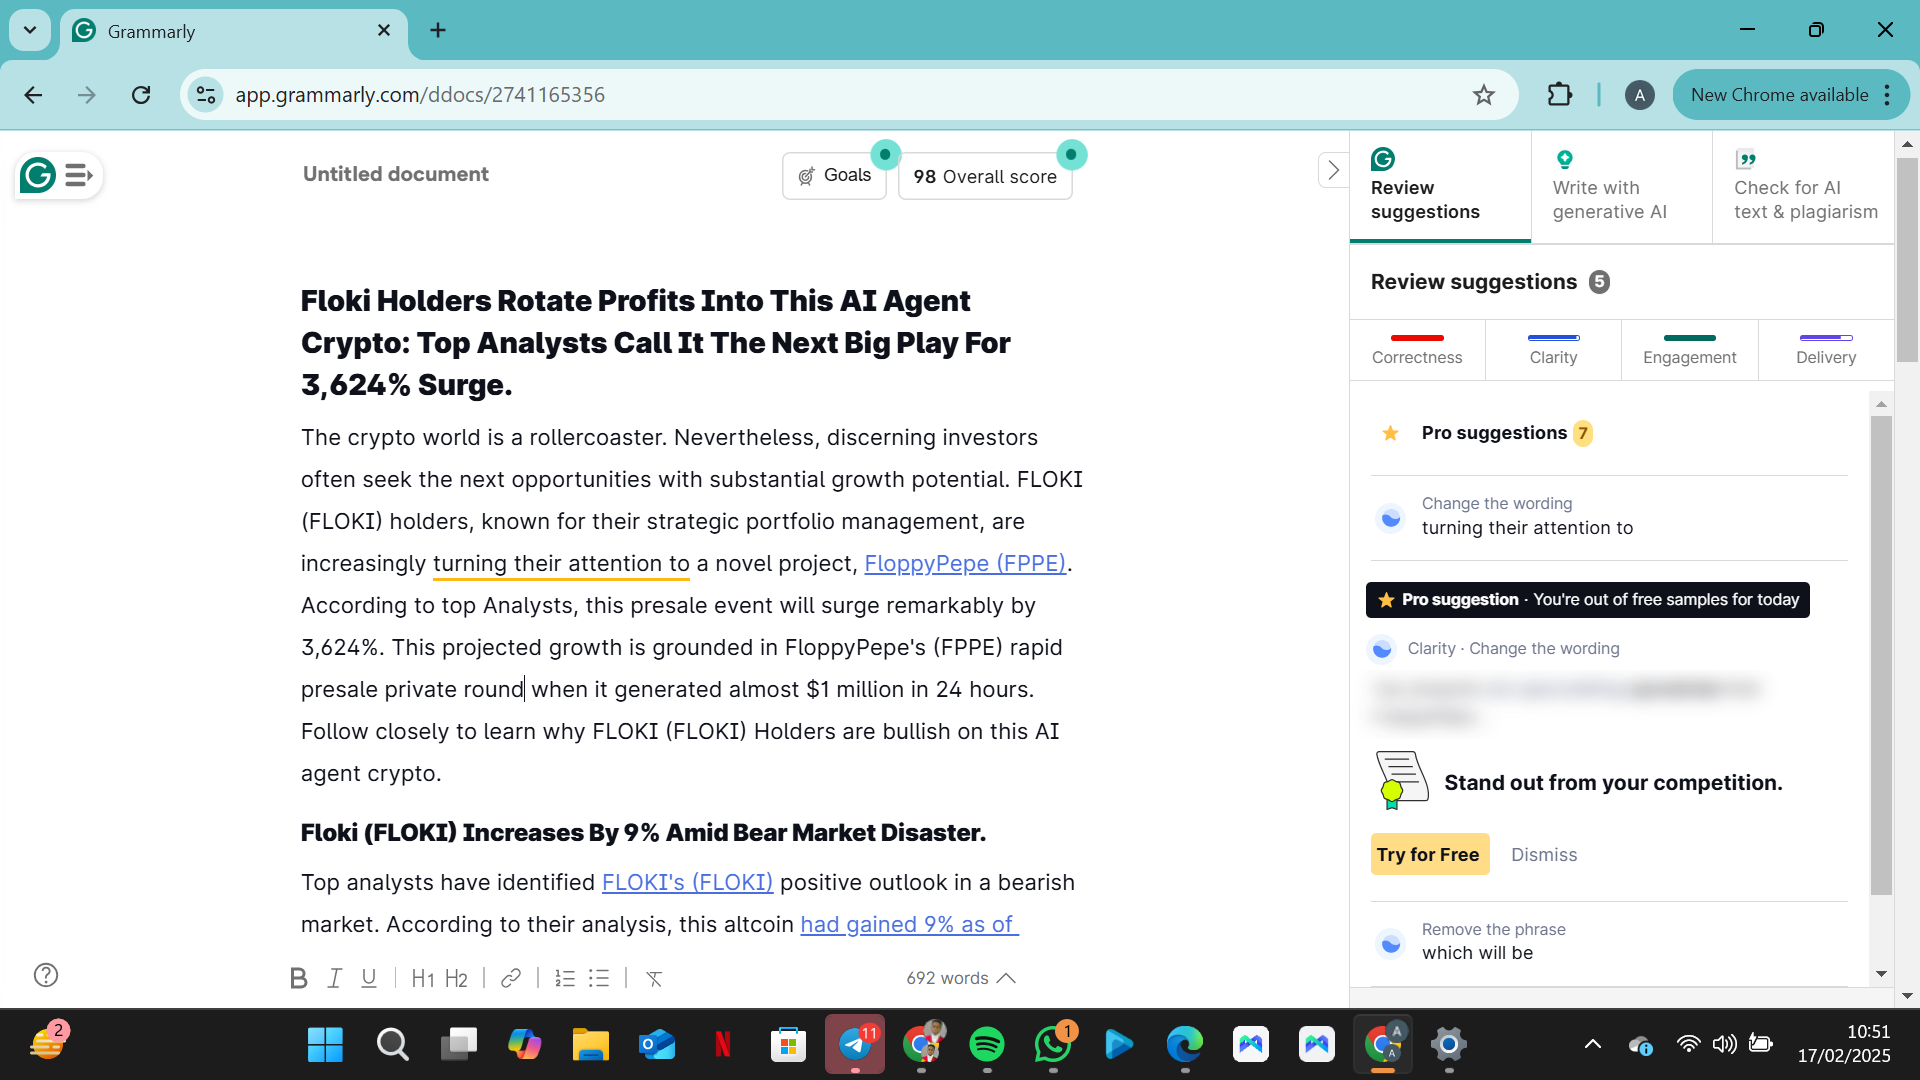 Grammarly
app.grammarly.com/ddocs/2741165356
A
New Chrome available
Untitled document
Goals
98 Overall score
Floki Holders Rotate Profits Into This AI Agent
Crypto: Top Analysts Call It The Next Big Play For
3,624% Surge.
The crypto world is a rollercoaster. Nevertheless, discerning investors
often seek the next opportunities with substantial growth potential. FLOKI
(FLOKI) holders, known for their strategic portfolio management, are
increasingly turning their attention to a novel project, FloppyPepe (FPPE).
According to top Analysts, this presale event will surge remarkably by
3,624%. This projected growth is grounded in FloppyPepe's (FPPE) rapid
presale private round when it generated almost $1 million in 24 hours.
Follow closely to learn why FLOKI (FLOKI) Holders are bullish on this AI
agent crypto.
Floki (FLOKI) Increases By 9% Amid Bear Market Disaster.
Top analysts have identified FLOKI's (FLOKI) positive outlook in a bearish
market. According to their analysis, this altcoin had gained 9% as of
B I U H1 H2
692 words
Review
suggestions
Write with
generative AI
Check for AI
text & plagiarism
Review suggestions 5
Correctness
Clarity
Engagement
Delivery
Pro suggestions 7
Change the wording
turning their attention to
Pro suggestion · You're out of free samples for today
Clarity · Change the wording
Stand out from your competition.
Try for Free
Dismiss
Remove the phrase
which will be
2
N
11
1
A
A
10:51
17/02/2025